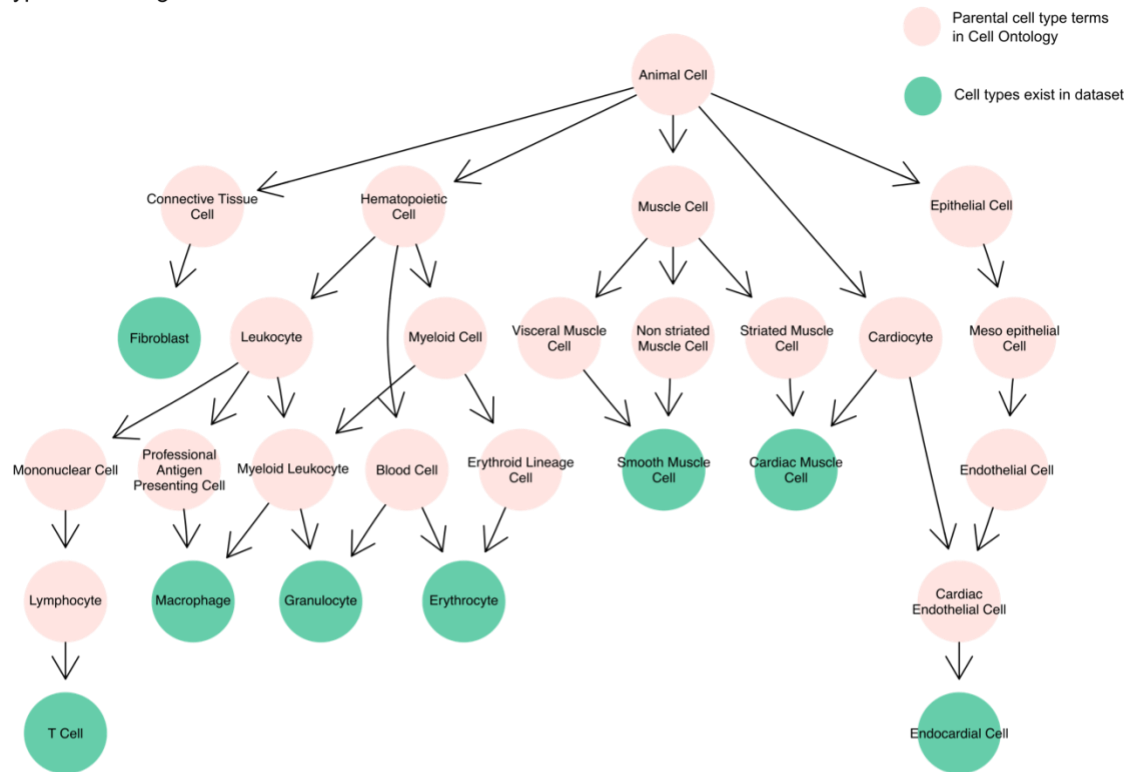 Parental cell type terms
in Cell Ontology
Animal Cell
Cell types exist in dataset
Connective Tissue
Cell
Hematopoietic
Cell
Muscle Cell
Epithelial Cell
Fibroblast
Leukocyte
Myeloid Cell
Visceral Muscle
Cell
Non striated
Muscle Cell
Striated Muscle
Cell
Cardiocyte
Meso epithelial
Cell
Mononuclear Cell
Professional
Antigen
Presenting Cell
Myeloid Leukocyte
Blood Cell
Erythroid Lineage
Cell
Smooth Muscle
Cell
Cardiac Muscle
Cell
Endothelial Cell
Lymphocyte
Macrophage
Granulocyte
Erythrocyte
Cardiac
Endothelial Cell
T Cell
Endocardial Cell